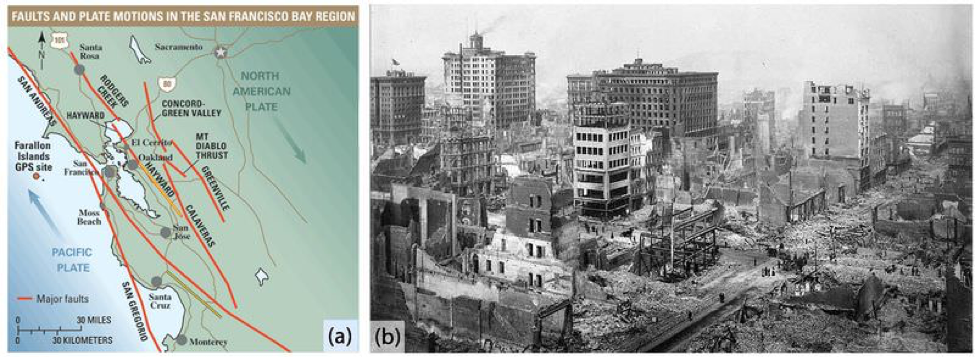 FAULTS AND PLATE MOTIONS IN THE SAN FRANCISCO BAY REGION
101
N
Santa
Rosa
Sacramento
80
NORTH
AMERICAN
PLATE
SAN ANDREAS
RODGERS
CREEK
HAYWARD
CONCORD-
GREEN VALLEY
El Cerrito
Oakland
MT
DIABLO
THRUST
Farallon
Islands
GPS site
San
Francisco
HAYWARD
GREENVILLE
Moss
Beach
CALAVERAS
San
Jose
PACIFIC
PLATE
SAN GREGORIO
Santa
Cruz
Major faults
0 30 MILES
0 30 KILOMETERS
Monterey
(a)
(b)